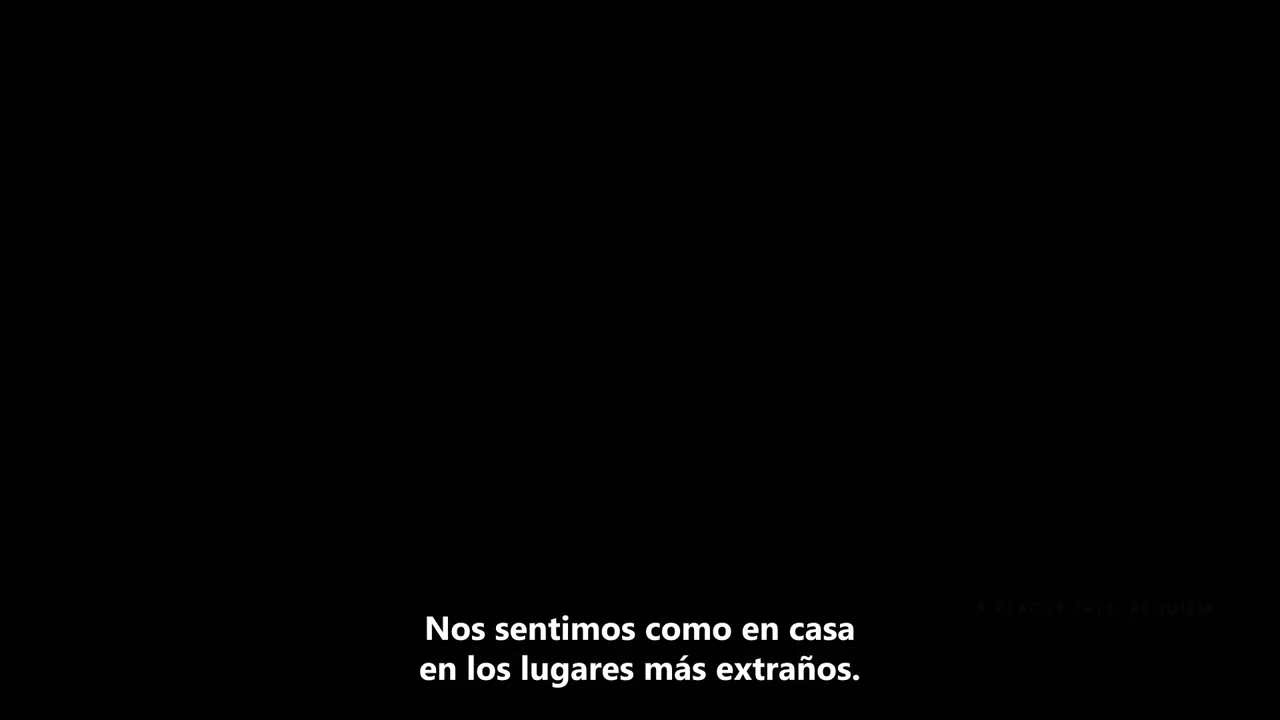 Nos sentimos como en casa
en los lugares más extraños.